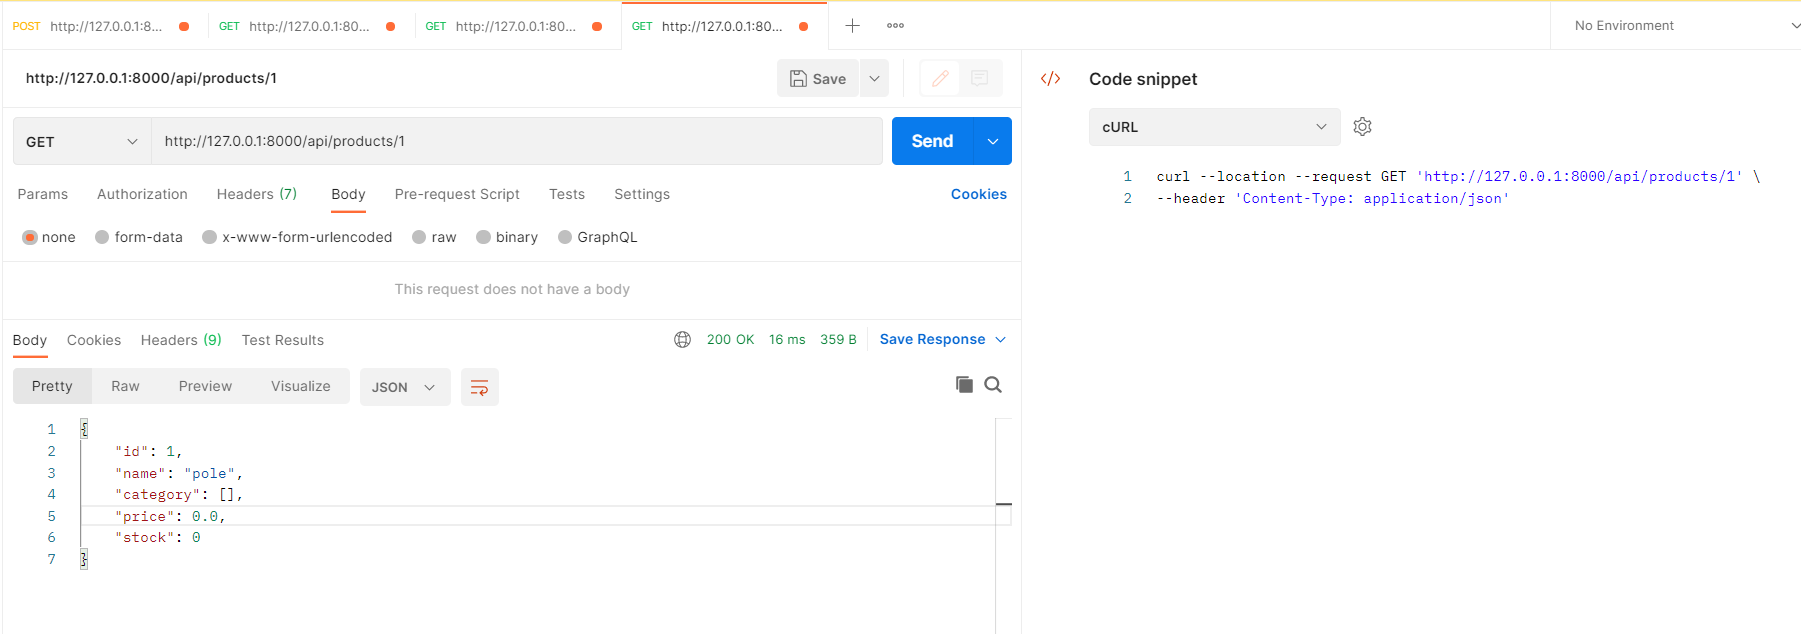 POST http://127.0.0.1:8...
GET http://127.0.0.1:80...
GET http://127.0.0.1:80...
GET http://127.0.0.1:80...
No Environment
http://127.0.0.1:8000/api/products/1
Save
GET
http://127.0.0.1:8000/api/products/1
Send
Params Authorization Headers (7) Body Pre-request Script Tests Settings Cookies
none form-data x-www-form-urlencoded raw binary GraphQL
This request does not have a body
Body Cookies Headers (9) Test Results 200 OK 16 ms 359 B Save Response
Pretty Raw Preview Visualize JSON
1 {
2 "id": 1,
3 "name": "pole",
4 "category": [],
5 "price": 0.0,
6 "stock": 0
7 }
</> Code snippet
cURL
1 curl --location --request GET 'http://127.0.0.1:8000/api/products/1' \
2 --header 'Content-Type: application/json'